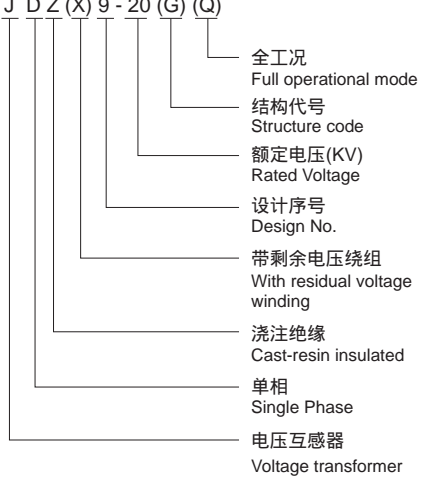 J D Z (X) 9 - 20 (G) (Q)
全工况
Full operational mode
结构代号
Structure code
额定电压(KV)
Rated Voltage
设计序号
Design No.
带剩余电压绕组
With residual voltage
winding
浇注绝缘
Cast-resin insulated
单相
Single Phase
电压互感器
Voltage transformer